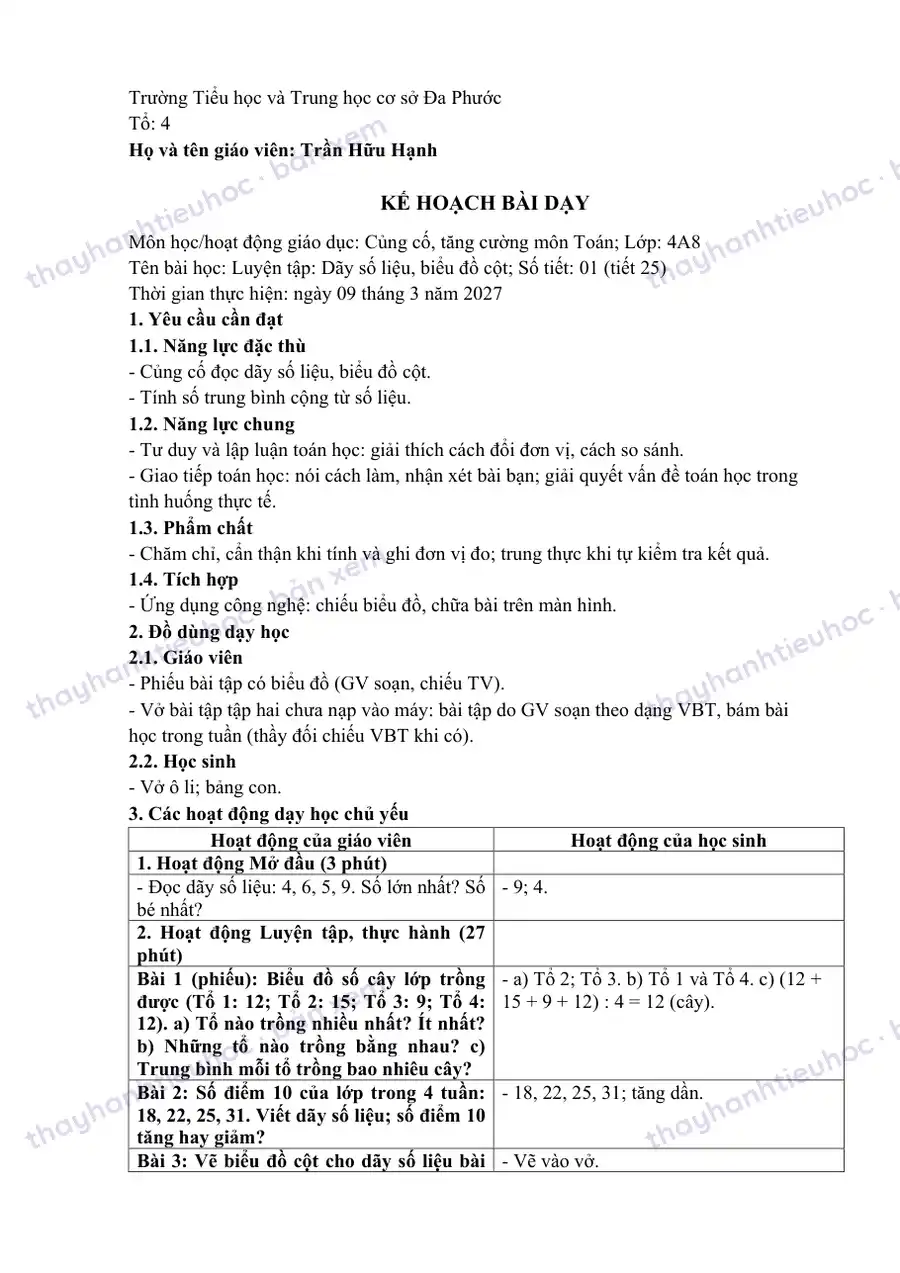 Trường Tiểu học và Trung học cơ sở Đa Phước
Tổ: 4
Họ và tên giáo viên: Trần Hữu Hạnh
KẾ HOẠCH BÀI DẠY
Môn học/hoạt động giáo dục: Củng cố, tăng cường môn Toán; Lớp: 4A8
Tên bài học: Luyện tập: Dãy số liệu, biểu đồ cột; Số tiết: 01 (tiết 25)
Thời gian thực hiện: ngày 09 tháng 3 năm 2027
1. Yêu cầu cần đạt
1.1. Năng lực đặc thù
- Củng cố đọc dãy số liệu, biểu đồ cột.
- Tính số trung bình cộng từ số liệu.
1.2. Năng lực chung
- Tư duy và lập luận toán học: giải thích cách đổi đơn vị, cách so sánh.
- Giao tiếp toán học: nói cách làm, nhận xét bài bạn; giải quyết vấn đề toán học trong
tình huống thực tế.
1.3. Phẩm chất
- Chăm chỉ, cẩn thận khi tính và ghi đơn vị đo; trung thực khi tự kiểm tra kết quả.
1.4. Tích hợp
- Ứng dụng công nghệ: chiếu biểu đồ, chữa bài trên màn hình.
2. Đồ dùng dạy học
2.1. Giáo viên
- Phiếu bài tập có biểu đồ (GV soạn, chiếu TV).
- Vở bài tập tập hai chưa nạp vào máy: bài tập do GV soạn theo dạng VBT, bám bài
học trong tuần (thầy đối chiếu VBT khi có).
2.2. Học sinh
- Vở ô li; bảng con.
3. Các hoạt động dạy học chủ yếu
Hoạt động của giáo viên
Hoạt động của học sinh
1. Hoạt động Mở đầu (3 phút)
- Đọc dãy số liệu: 4, 6, 5, 9. Số lớn nhất? Số
bé nhất?
- 9; 4.
2. Hoạt động Luyện tập, thực hành (27
phút)
Bài 1 (phiếu): Biểu đồ số cây lớp trồng
được (Tổ 1: 12; Tổ 2: 15; Tổ 3: 9; Tổ 4:
12). a) Tổ nào trồng nhiều nhất? Ít nhất?
b) Những tổ nào trồng bằng nhau? c)
Trung bình mỗi tổ trồng bao nhiêu cây?
- a) Tổ 2; Tổ 3. b) Tổ 1 và Tổ 4. c) (12 +
15 + 9 + 12) : 4 = 12 (cây).
Bài 2: Số điểm 10 của lớp trong 4 tuần:
18, 22, 25, 31. Viết dãy số liệu; số điểm 10
tăng hay giảm?
- 18, 22, 25, 31; tăng dần.
Bài 3: Vẽ biểu đồ cột cho dãy số liệu bài
- Vẽ vào vở.
thayhanhtieuhoc · bản xem
thayhanhtieuhoc · b
thayhanhtieuhoc · bản xem
thayhanhtieuhoc · b
thayhanhtieuhoc · bản xem
thayhanhtieuhoc · b